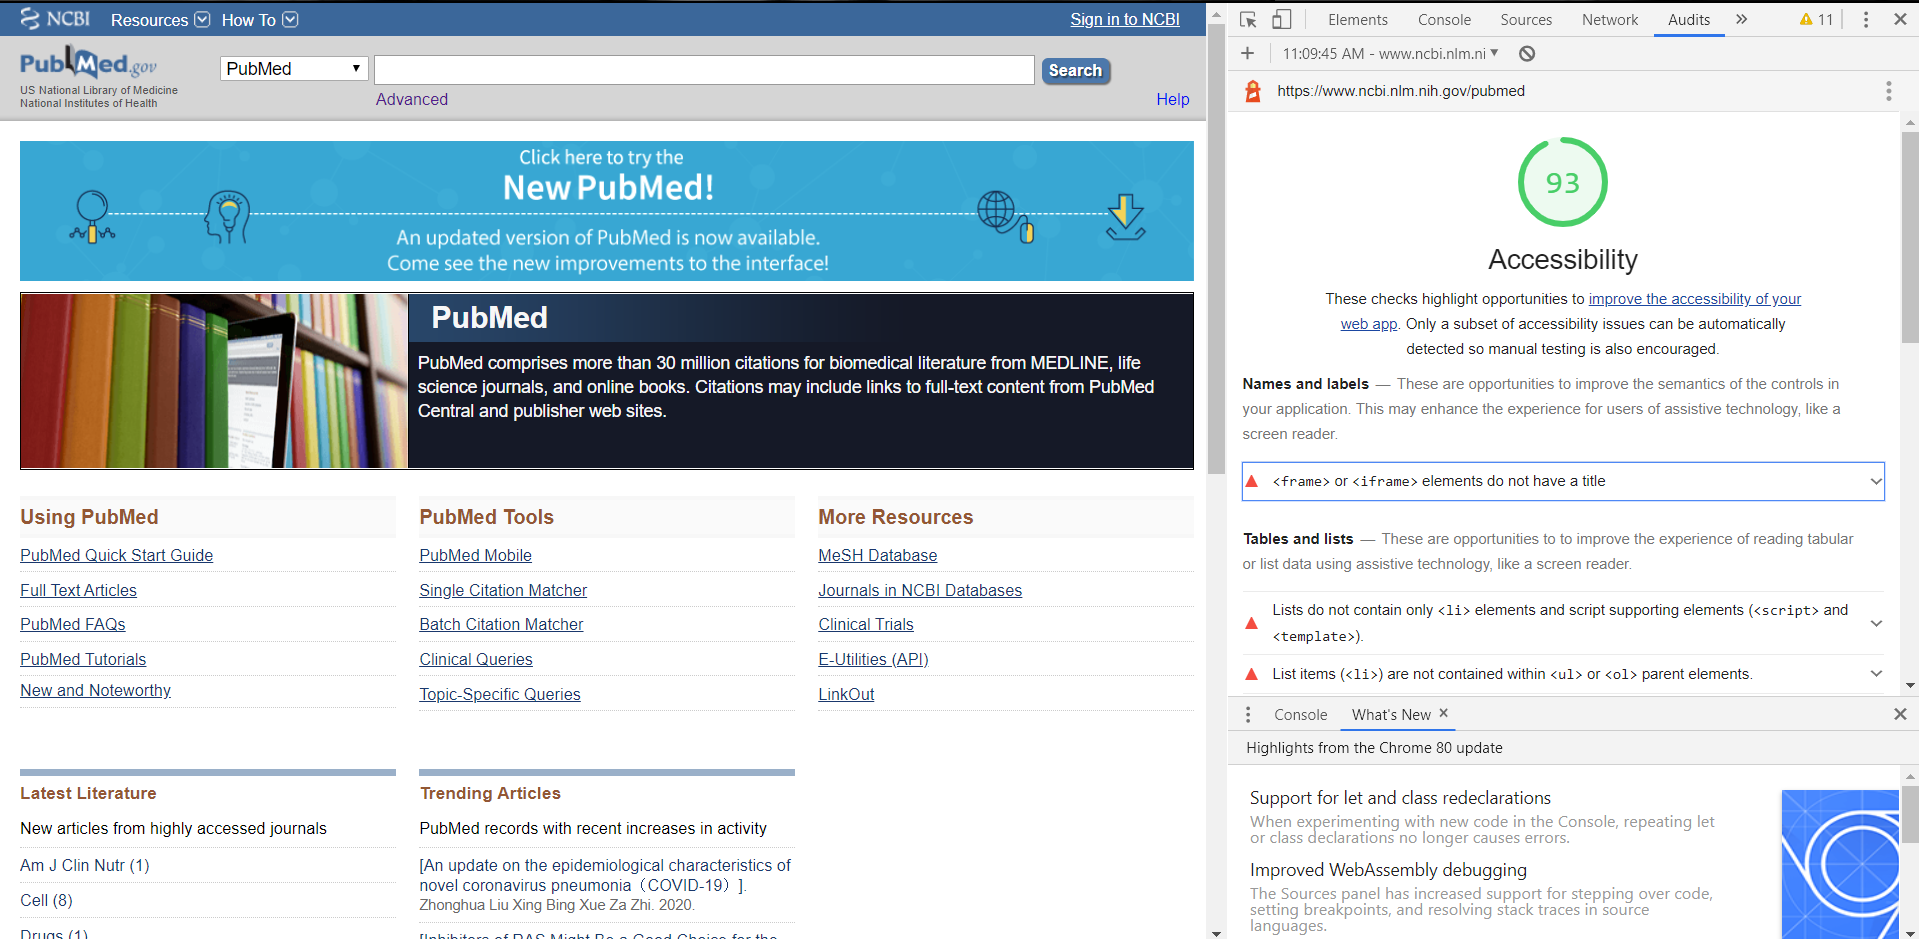 NCBI Resources How To Sign in to NCBI
PubMed.gov
US National Library of Medicine
National Institutes of Health
PubMed
Search
Advanced
Help
Click here to try the
New PubMed!
An updated version of PubMed is now available.
Come see the new improvements to the interface!
PubMed
PubMed comprises more than 30 million citations for biomedical literature from MEDLINE, life
science journals, and online books. Citations may include links to full-text content from PubMed
Central and publisher web sites.
Using PubMed
PubMed Quick Start Guide
Full Text Articles
PubMed FAQs
PubMed Tutorials
New and Noteworthy
PubMed Tools
PubMed Mobile
Single Citation Matcher
Batch Citation Matcher
Clinical Queries
Topic-Specific Queries
More Resources
MeSH Database
Journals in NCBI Databases
Clinical Trials
E-Utilities (API)
LinkOut
Latest Literature
New articles from highly accessed journals
Am J Clin Nutr (1)
Cell (8)
Drugs (1)
Trending Articles
PubMed records with recent increases in activity
[An update on the epidemiological characteristics of
novel coronavirus pneumonia（COVID-19）].
Zhonghua Liu Xing Bing Xue Za Zhi. 2020.
[Inhibitors of RAS Might Be a Good Choice for the
Elements Console Sources Network Audits » 11
11:09:45 AM - www.ncbi.nlm.ni
https://www.ncbi.nlm.nih.gov/pubmed
93
Accessibility
These checks highlight opportunities to improve the accessibility of your
web app. Only a subset of accessibility issues can be automatically
detected so manual testing is also encouraged.
Names and labels — These are opportunities to improve the semantics of the controls in
your application. This may enhance the experience for users of assistive technology, like a
screen reader.
<frame> or <iframe> elements do not have a title
Tables and lists — These are opportunities to to improve the experience of reading tabular
or list data using assistive technology, like a screen reader.
Lists do not contain only <li> elements and script supporting elements (<script> and
<template>).
List items (<li>) are not contained within <ul> or <ol> parent elements.
Console What's New ×
Highlights from the Chrome 80 update
Support for let and class redeclarations
When experimenting with new code in the Console, repeating let
or class declarations no longer causes errors.
Improved WebAssembly debugging
The Sources panel has increased support for stepping over code,
setting breakpoints, and resolving stack traces in source
languages.